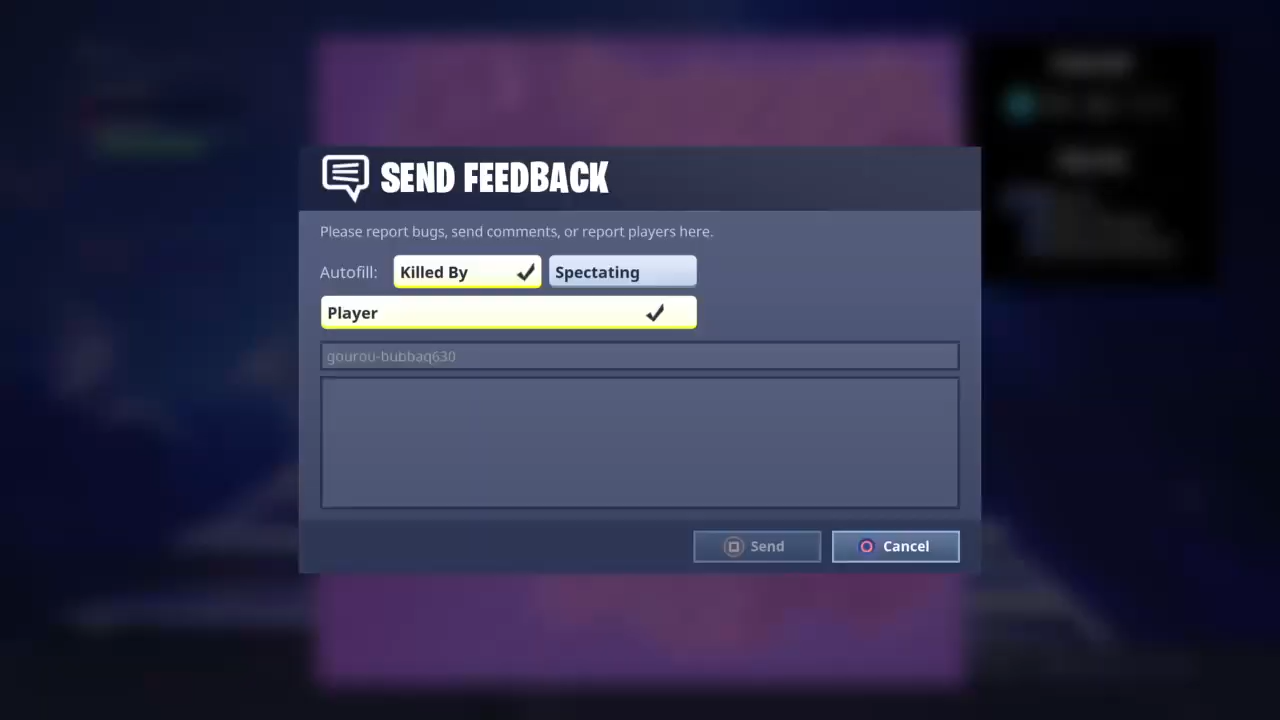 SEND FEEDBACK
Please report bugs, send comments, or report players here.
Autofill: Killed By Spectating
Player
gourou-bubbaq630
Send Cancel